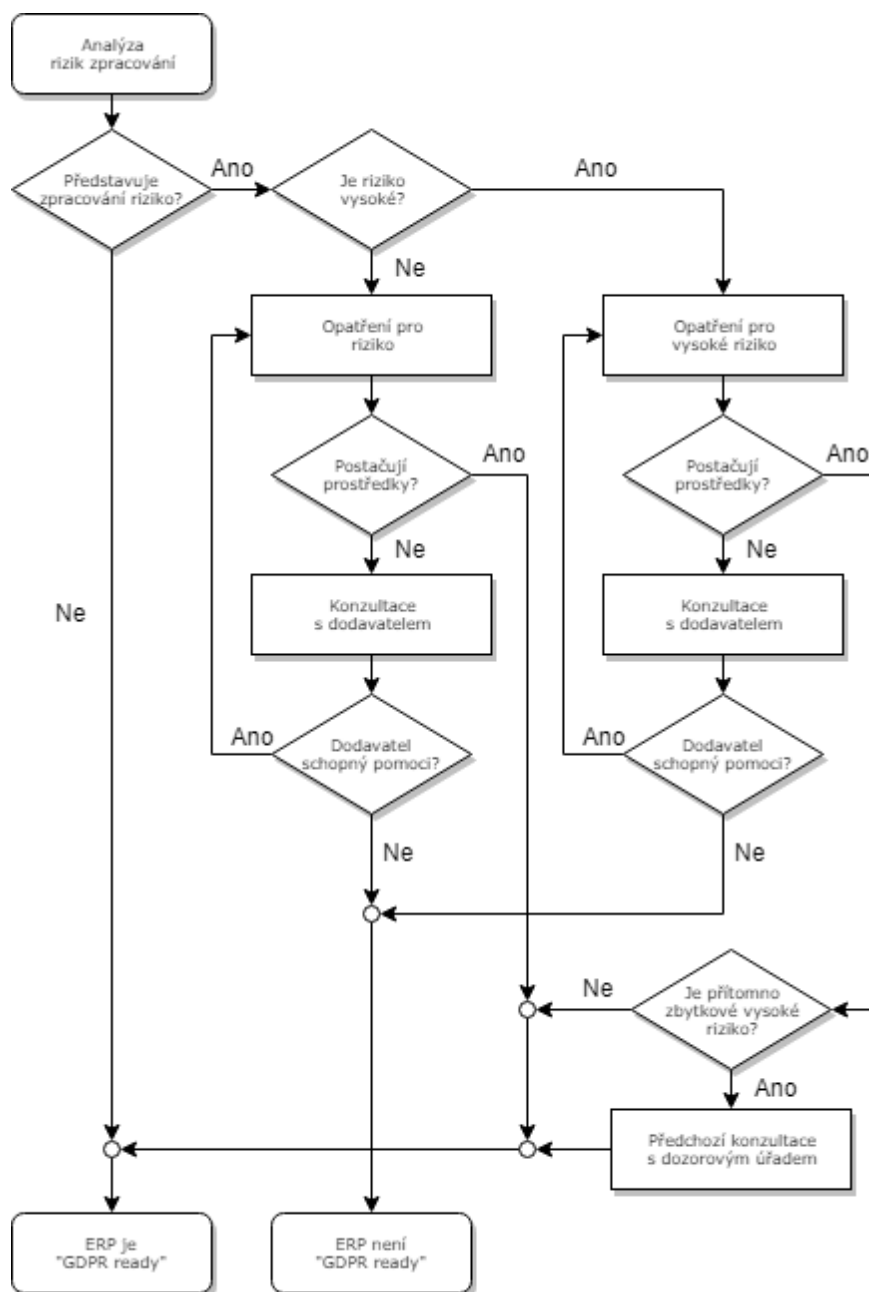 Analýza
rizik zpracování
Představuje
zpracování riziko?
Ano
Je riziko
vysoké?
Ano
Ne
Opatření pro
riziko
Opatření pro
vysoké riziko
Postačují
prostředky?
Ano
Postačují
prostředky?
Ano
Ne
Ne
Ne
Konzultace
s dodavatelem
Konzultace
s dodavatelem
Ano
Dodavatel
schopný pomoci?
Ano
Dodavatel
schopný pomoci?
Ne
Ne
Ne
Je přítomno
zbytkové vysoké
riziko?
Ano
Předchozí konzultace
s dozorovým úřadem
ERP je
"GDPR ready"
ERP není
"GDPR ready"